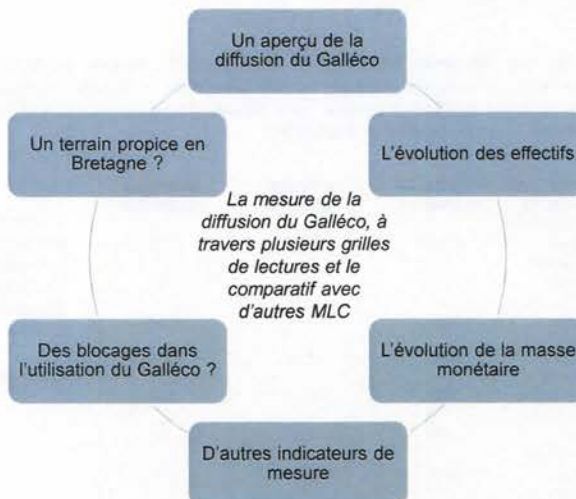 Un aperçu de la
diffusion du Galléco
L'évolution des effectifs
L'évolution de la masse
monétaire
D'autres indicateurs de
mesure
Des blocages dans
l'utilisation du Galléco ?
Un terrain propice en
Bretagne ?
La mesure de la
diffusion du Galléco, à
travers plusieurs grilles
de lectures et le
comparatif avec
d'autres MLC